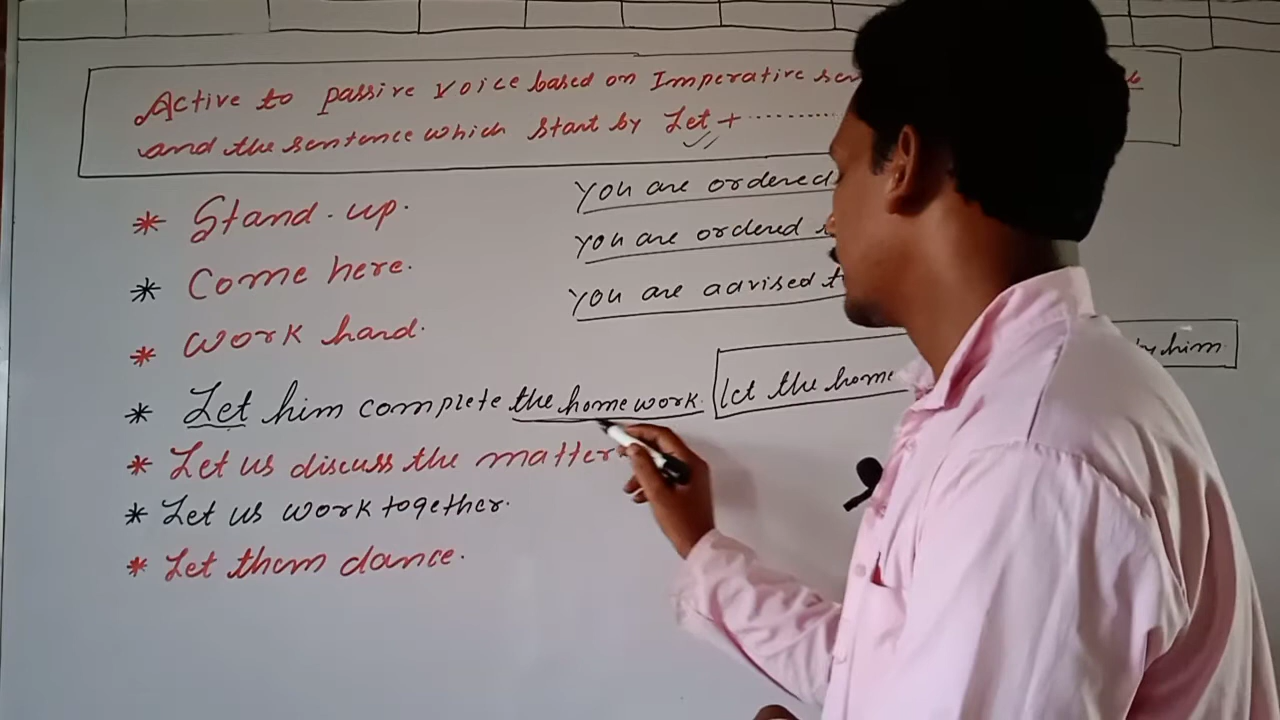 Active to passive voice based on Imperative
and the sentence which start by Let + ..........
* Stand up.
You are ordered
* Come here.
You are ordered
* work hard.
You are advised
* Let him complete the homework.
let the home by him.
* Let us discuss the matter
* Let us work together.
* Let them dance.